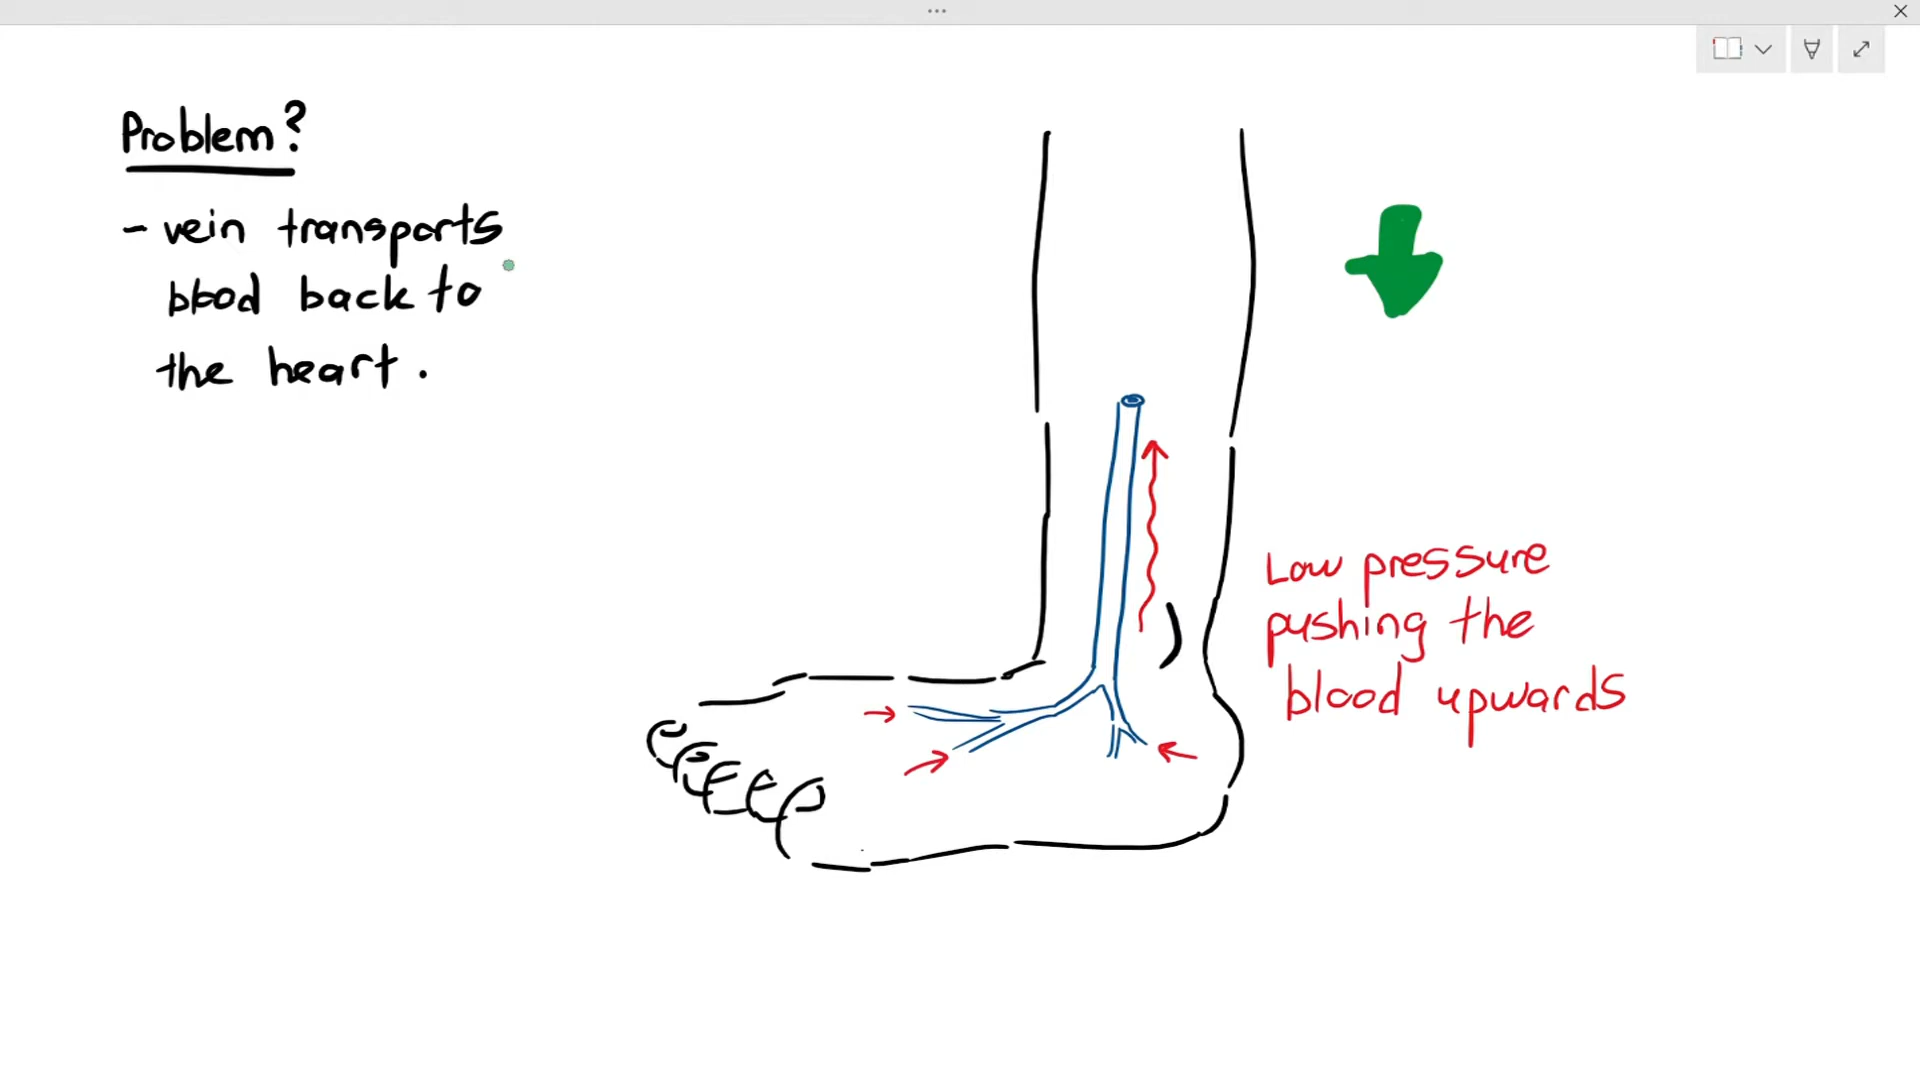 Problem?
- vein transports
blood back to
the heart.
Low pressure
pushing the
blood upwards